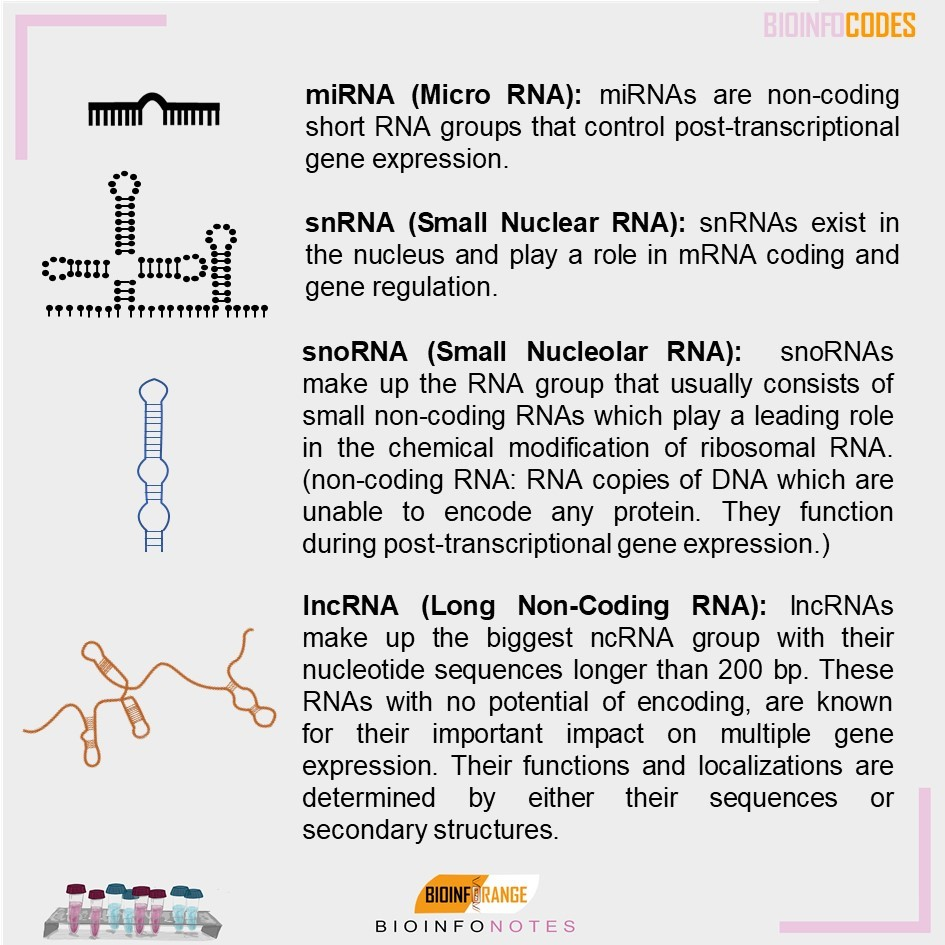 BIOINFOCODES
miRNA (Micro RNA): miRNAs are non-coding
short RNA groups that control post-transcriptional
gene expression.
snRNA (Small Nuclear RNA): snRNAs exist in
the nucleus and play a role in mRNA coding and
gene regulation.
snoRNA (Small Nucleolar RNA): snoRNAs
make up the RNA group that usually consists of
small non-coding RNAs which play a leading role
in the chemical modification of ribosomal RNA.
(non-coding RNA: RNA copies of DNA which are
unable to encode any protein. They function
during post-transcriptional gene expression.)
lncRNA (Long Non-Coding RNA): lncRNAs
make up the biggest ncRNA group with their
nucleotide sequences longer than 200 bp. These
RNAs with no potential of encoding, are known
for their important impact on multiple gene
expression. Their functions and localizations are
determined by either their sequences or
secondary structures.
BIOINFORANGE
BIOINFONOTES